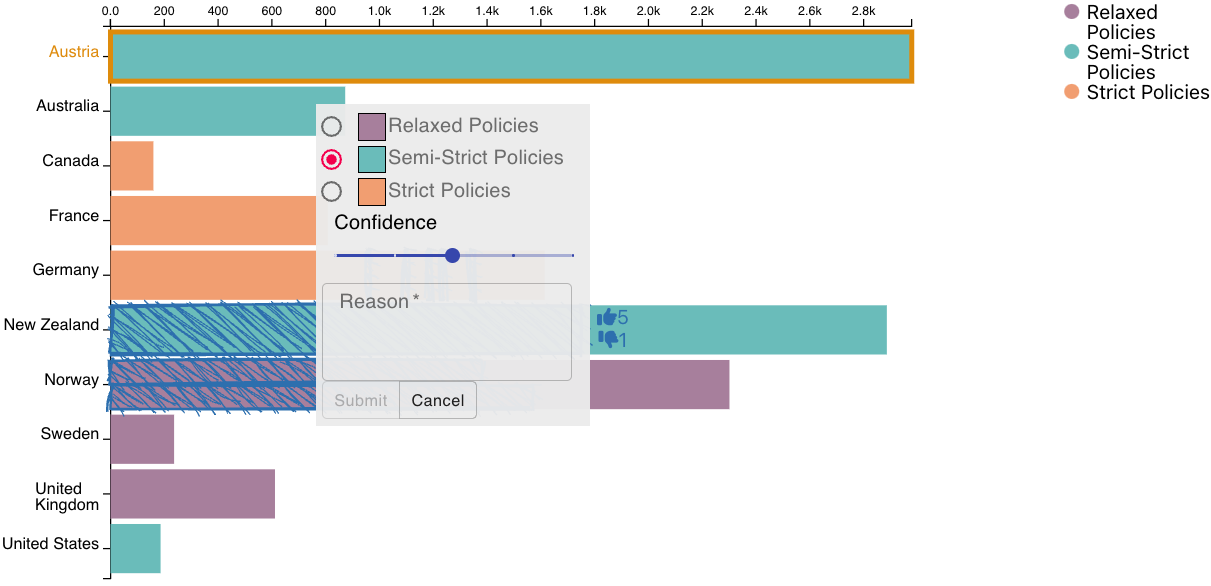 0.0 200 400 600 800 1.0k 1.2k 1.4k 1.6k 1.8k 2.0k 2.2k 2.4k 2.6k 2.8k
Relaxed
Policies
Semi-Strict
Policies
Strict Policies
Austria
Australia
Canada
France
Germany
New Zealand
Norway
Sweden
United
Kingdom
United States
Relaxed Policies
Semi-Strict Policies
Strict Policies
Confidence
Reason *
Submit Cancel
5
1